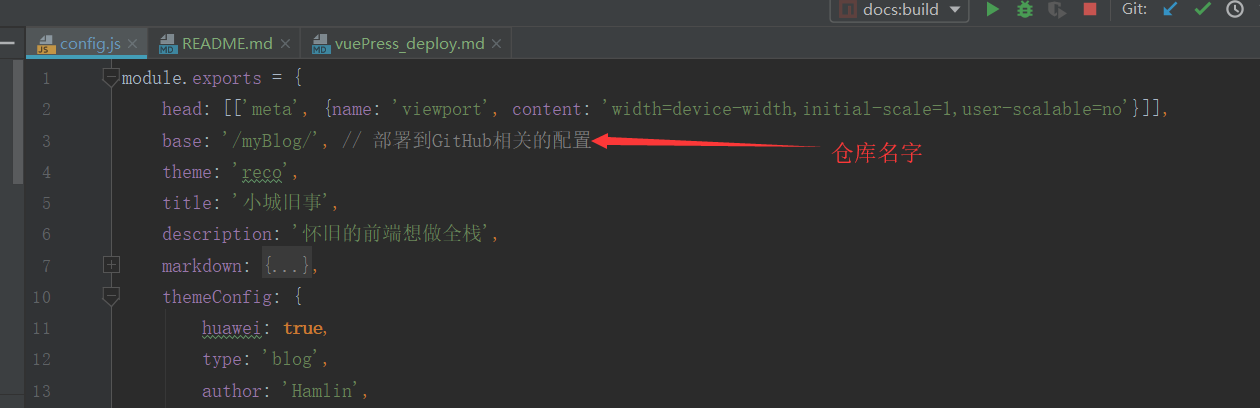 docs:build
Git:
config.js
README.md
vuePress_deploy.md
1 module.exports = {
2 head: [['meta', {name: 'viewport', content: 'width=device-width,initial-scale=1,user-scalable=no'}]],
3 base: '/myBlog/', // 部署到GitHub相关的配置
仓库名字
4 theme: 'reco',
5 title: '小城旧事',
6 description: '怀旧的前端想做全栈',
7 markdown: {...},
10 themeConfig: {
11 huawei: true,
12 type: 'blog',
13 author: 'Hamlin',